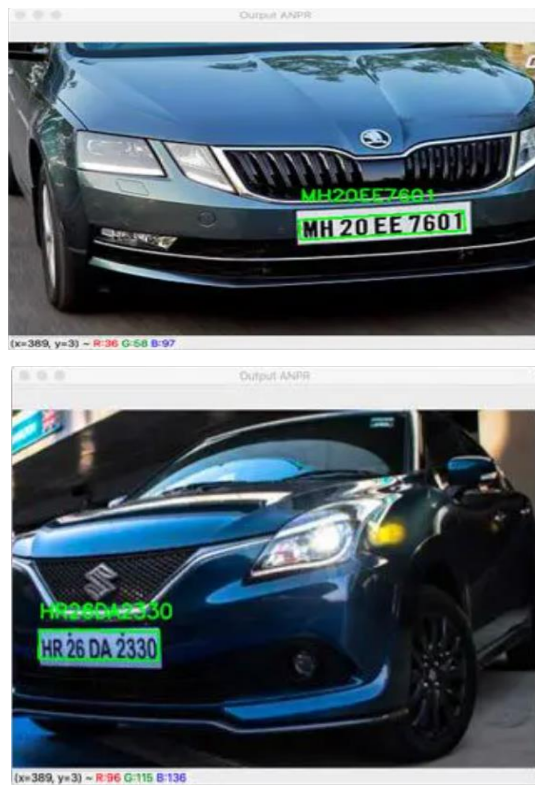 Output ANPR
MH20EE7601
MH 20 EE 7601
(x=389, y=3) ~ R:36 G:58 B:97
Output ANPR
HR26DA2330
HR 26 DA 2330
(x=389, y=3) ~ R:96 G:115 B:136